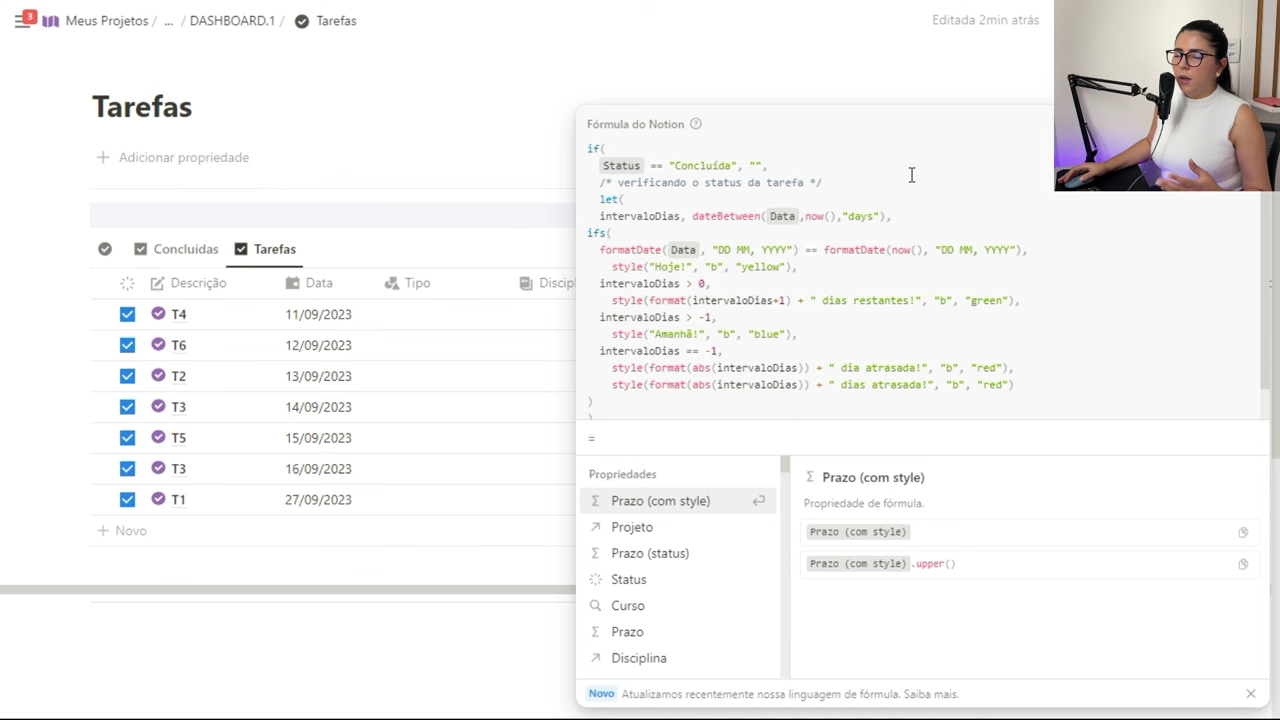 3 Meus Projetos / ... / DASHBOARD.1 / Tarefas
Editada 2min atrás
Tarefas
Adicionar propriedade
Concluídas Tarefas
Descrição Data Tipo Discipl
T4 11/09/2023
T6 12/09/2023
T2 13/09/2023
T3 14/09/2023
T5 15/09/2023
T3 16/09/2023
T1 27/09/2023
+ Novo
Fórmula do Notion
if(
Status == "Concluída", "",
/* verificando o status da tarefa */
let(
intervaloDias, dateBetween(Data,now(),"days"),
ifs(
formatDate(Data, "DD MM, YYYY") == formatDate(now(), "DD MM, YYYY"),
style("Hoje!", "b", "yellow"),
intervaloDias > 0,
style(format(intervaloDias+1) + " dias restantes!", "b", "green"),
intervaloDias > -1,
style("Amanhã!", "b", "blue"),
intervaloDias == -1,
style(format(abs(intervaloDias)) + " dia atrasada!", "b", "red"),
style(format(abs(intervaloDias)) + " dias atrasada!", "b", "red")
)
)
=
Propriedades
Σ Prazo (com style)
Projeto
Σ Prazo (status)
Status
Curso
Σ Prazo
Disciplina
Σ Prazo (com style)
Propriedade de fórmula.
Prazo (com style)
Prazo (com style).upper()
Novo Atualizamos recentemente nossa linguagem de fórmula. Saiba mais.